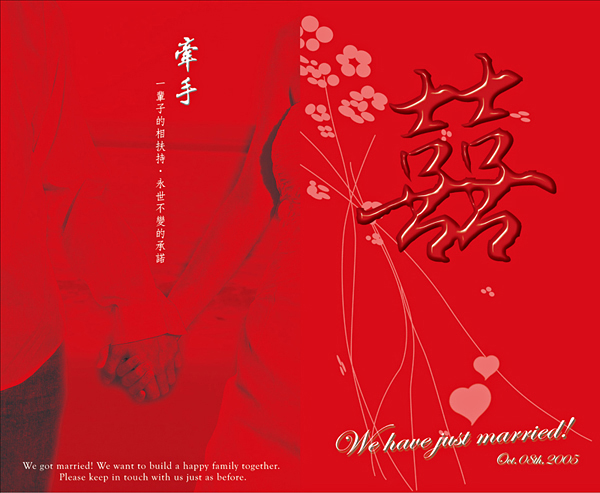 牽手
一輩子的相扶持·永世不變的承諾
We got married! We want to build a happy family together.
Please keep in touch with us just as before.
囍
We have just married!
Oct. 08th, 2005